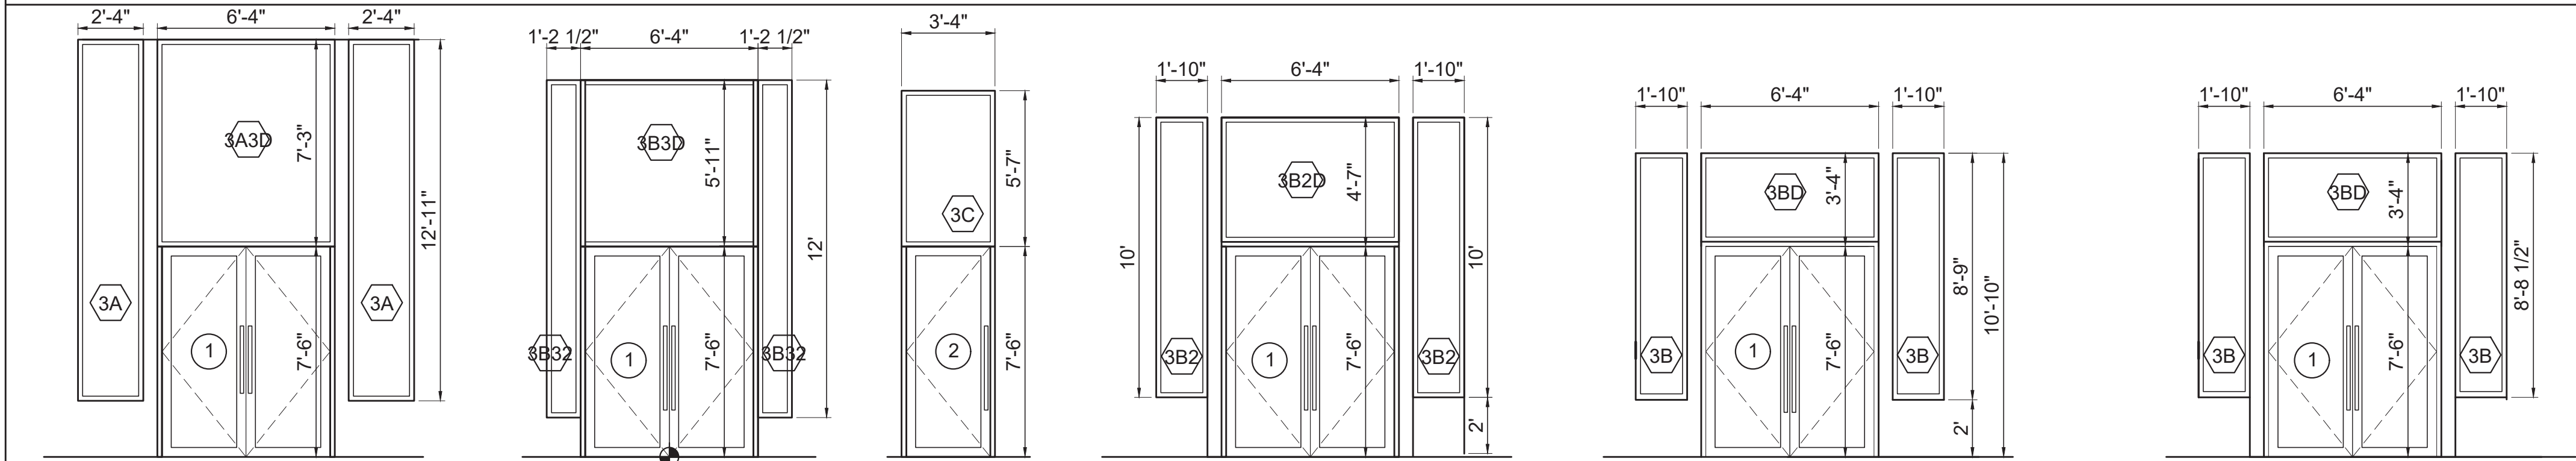 2'-4" 6'-4" 2'-4"
3A3D
7'-3"
12'-11"
3A
3A
1
7'-6"
1'-2 1/2" 6'-4" 1'-2 1/2"
3B3D
5'-11"
12'
3B32
3B32
1
7'-6"
3'-4"
5'-7"
3C
2
7'-6"
1'-10" 6'-4" 1'-10"
3B2D
4'-7"
10'
10'
3B2
3B2
1
7'-6"
2'
1'-10" 6'-4" 1'-10"
3BD
3'-4"
8'-9"
10'-10"
3B
3B
1
7'-6"
2'
1'-10" 6'-4" 1'-10"
3BD
3'-4"
8'-8 1/2"
3B
3B
1
7'-6"